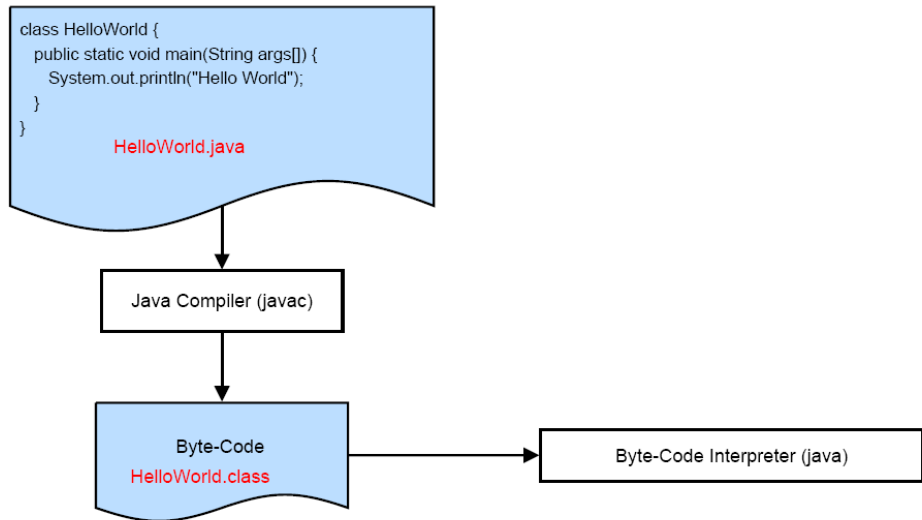 class HelloWorld {
public static void main(String args[]) {
System.out.println("Hello World");
}
}
HelloWorld.java
Java Compiler (javac)
Byte-Code
HelloWorld.class
Byte-Code Interpreter (java)